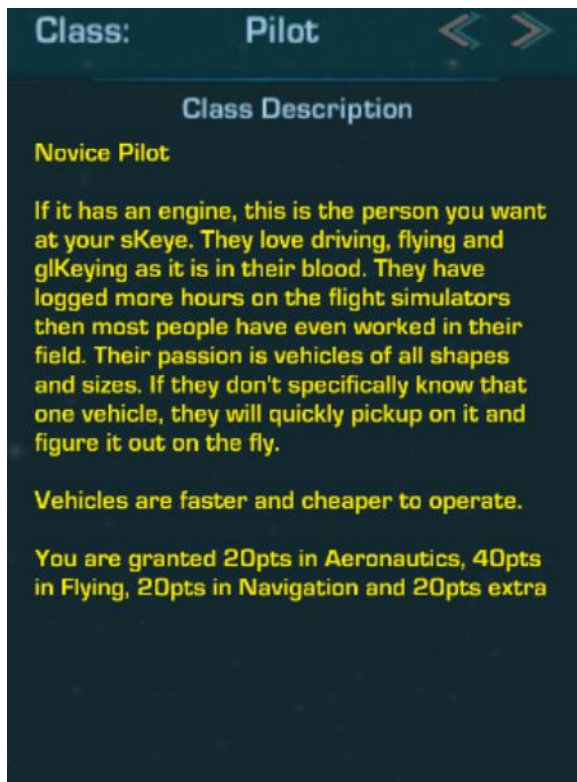 Class: Pilot
Class Description
Novice Pilot
If it has an engine, this is the person you want
at your sKeye. They love driving, flying and
glKeying as it is in their blood. They have
logged more hours on the flight simulators
then most people have even worked in their
field. Their passion is vehicles of all shapes
and sizes. If they don't specifically know that
one vehicle, they will quickly pickup on it and
figure it out on the fly.
Vehicles are faster and cheaper to operate.
You are granted 20pts in Aeronautics, 40pts
in Flying, 20pts in Navigation and 20pts extra